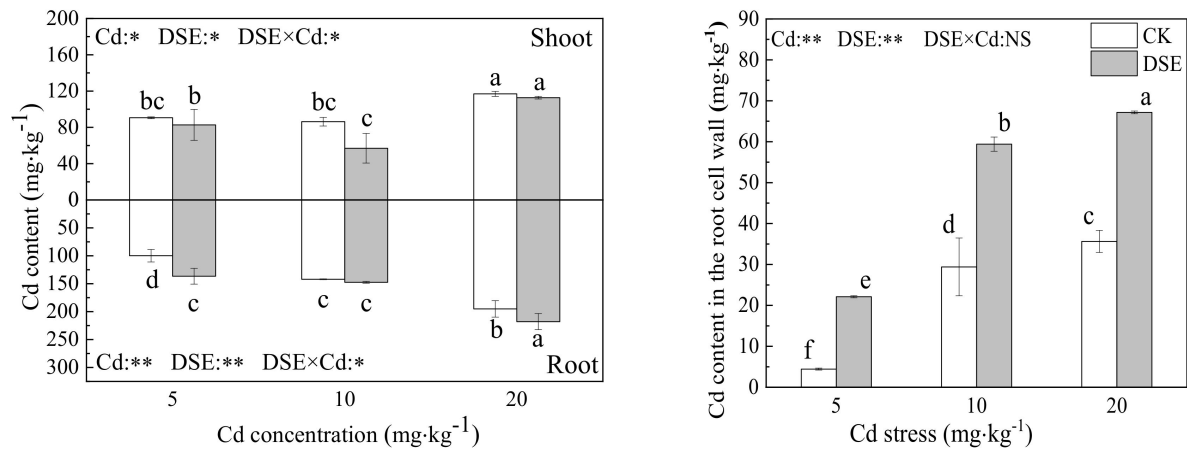 Cd:* DSE:* DSE×Cd:* Shoot
200
160
120
80
40
0
50
100
150
200
250
300
Cd content (mg·kg-1)
bc b bc c a a
d c c c b a
Cd:** DSE:** DSE×Cd:* Root
5 10 20
Cd concentration (mg·kg-1)
Cd:** DSE:** DSE×Cd:NS
CK
DSE
90
80
70
60
50
40
30
20
10
0
Cd content in the root cell wall (mg·kg-1)
f e d b c a
5 10 20
Cd stress (mg·kg-1)